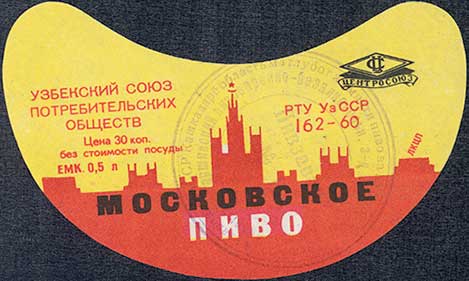 УЗБЕКСКИЙ СОЮЗ
ПОТРЕБИТЕЛЬСКИХ
ОБЩЕСТВ
Цена 30 коп.
без стоимости посуды
ЕМК. 0,5 л
ЦЕНТРОСОЮЗ
РТУ УзССР
162-60
ЛКШП
МОСКОВСКОЕ
ПИВО